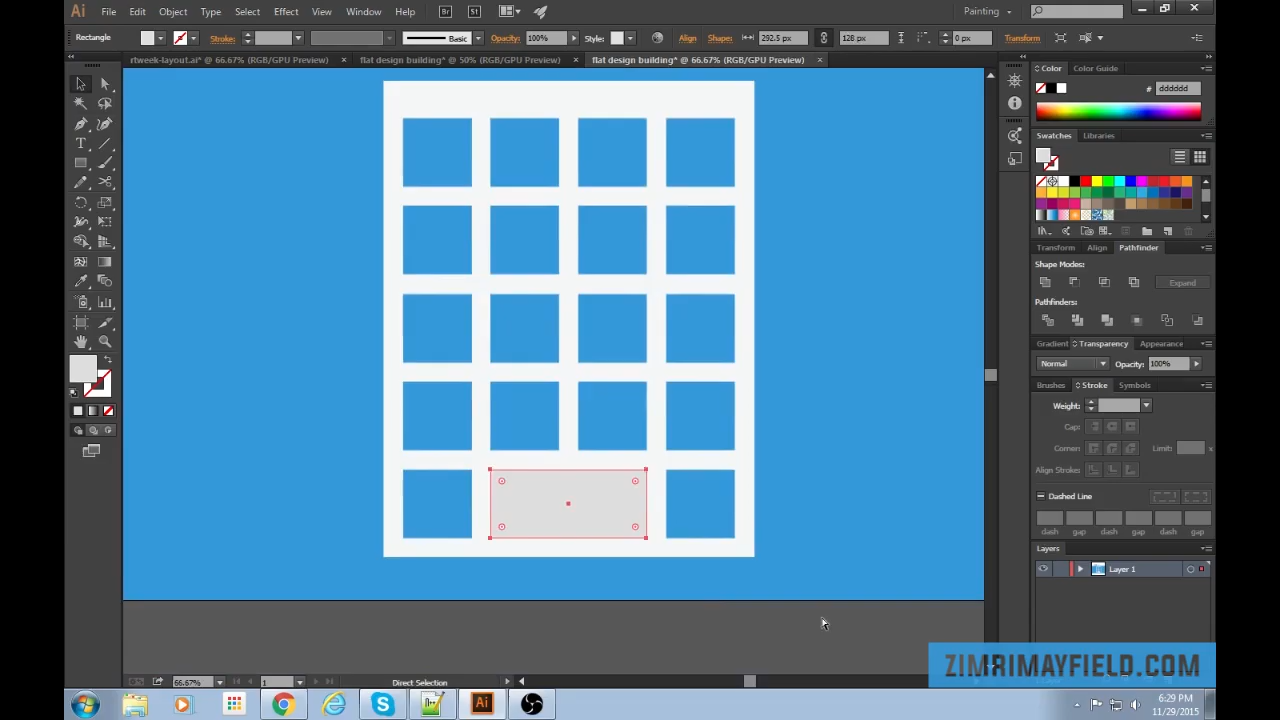 Ai File Edit Object Type Select Effect View Window Help Br St Painting
Rectangle Stroke: Basic Opacity: 100% Style: Align Shape: 292.5 px 128 px 0 px Transform
rtweek-layout.ai* @ 66.67% (RGB/GPU Preview) × flat design building* @ 50% (RGB/GPU Preview) × flat design building* @ 66.67% (RGB/GPU Preview) ×
Color Color Guide
# dddddd
Swatches Libraries
Transform Align Pathfinder
Shape Modes:
Expand
Pathfinders:
Gradient Transparency Appearance
Normal Opacity: 100%
Brushes Stroke Symbols
Weight:
Cap:
Corner: Limit: x
Align Stroke:
Dashed Line
dash gap dash gap dash gap
Layers
Layer 1
ZIMRIMAYFIELD.COM
66.67% 1 Direct Selection
Ai
6:29 PM
11/29/2015